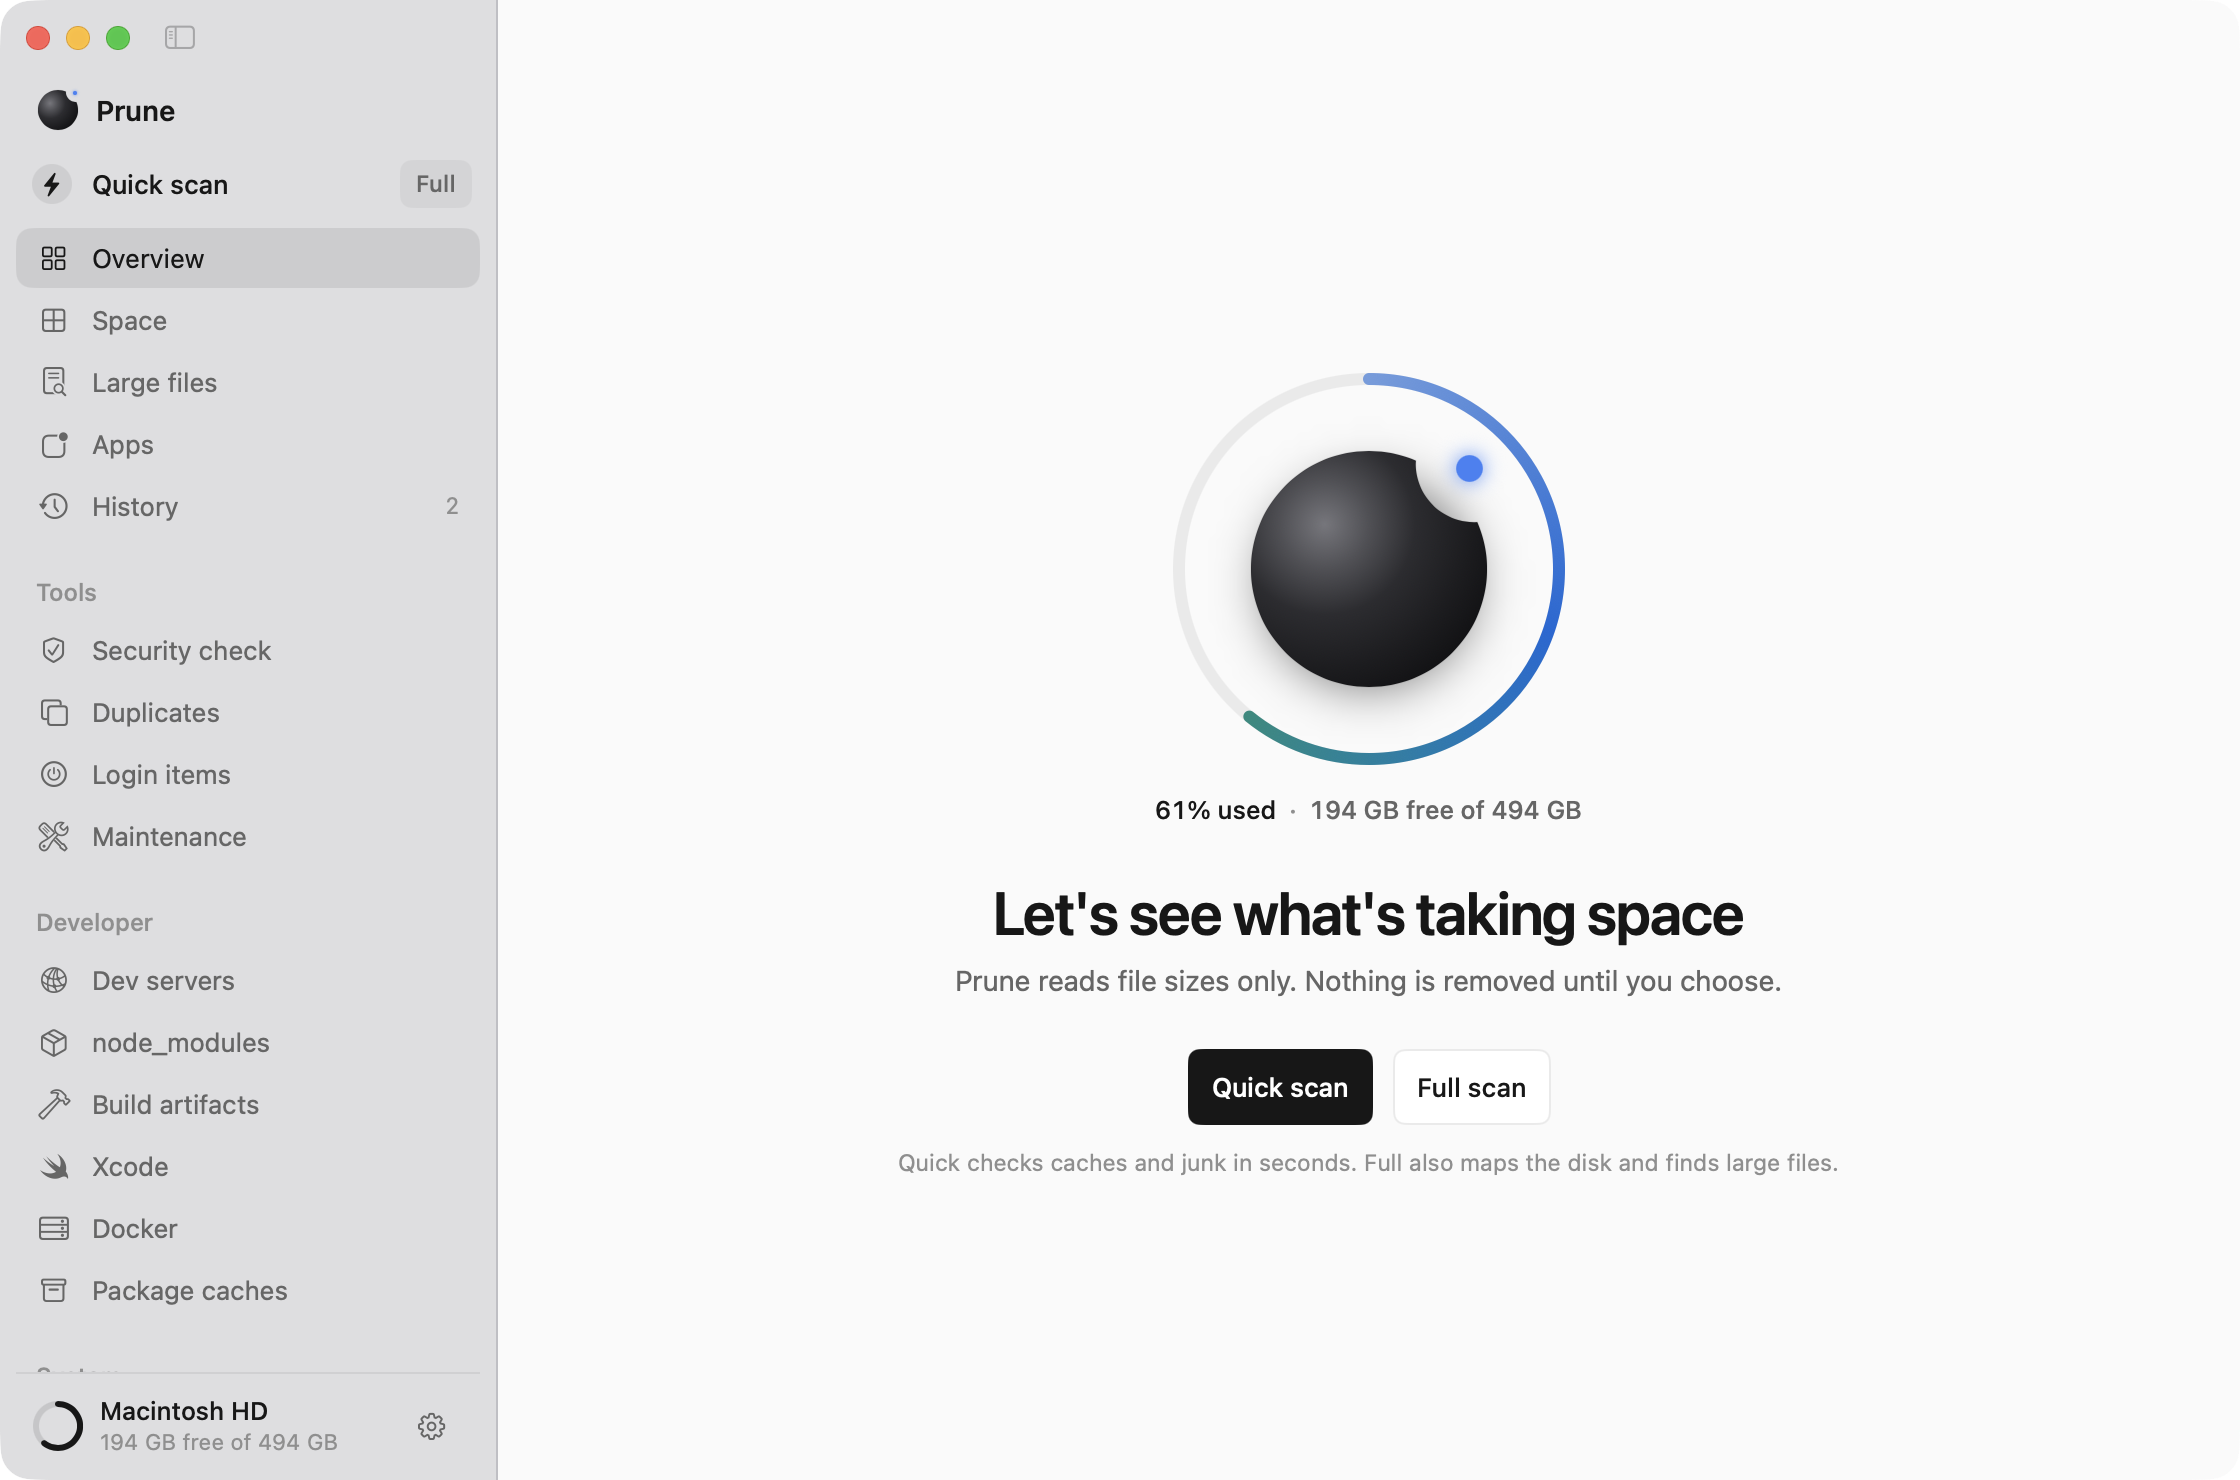 Prune
Quick scan
Full
Overview
Space
Large files
Apps
History
2
Tools
Security check
Duplicates
Login items
Maintenance
Developer
Dev servers
node_modules
Build artifacts
Xcode
Docker
Package caches
Macintosh HD
194 GB free of 494 GB
61% used · 194 GB free of 494 GB
Let's see what's taking space
Prune reads file sizes only. Nothing is removed until you choose.
Quick scan
Full scan
Quick checks caches and junk in seconds. Full also maps the disk and finds large files.